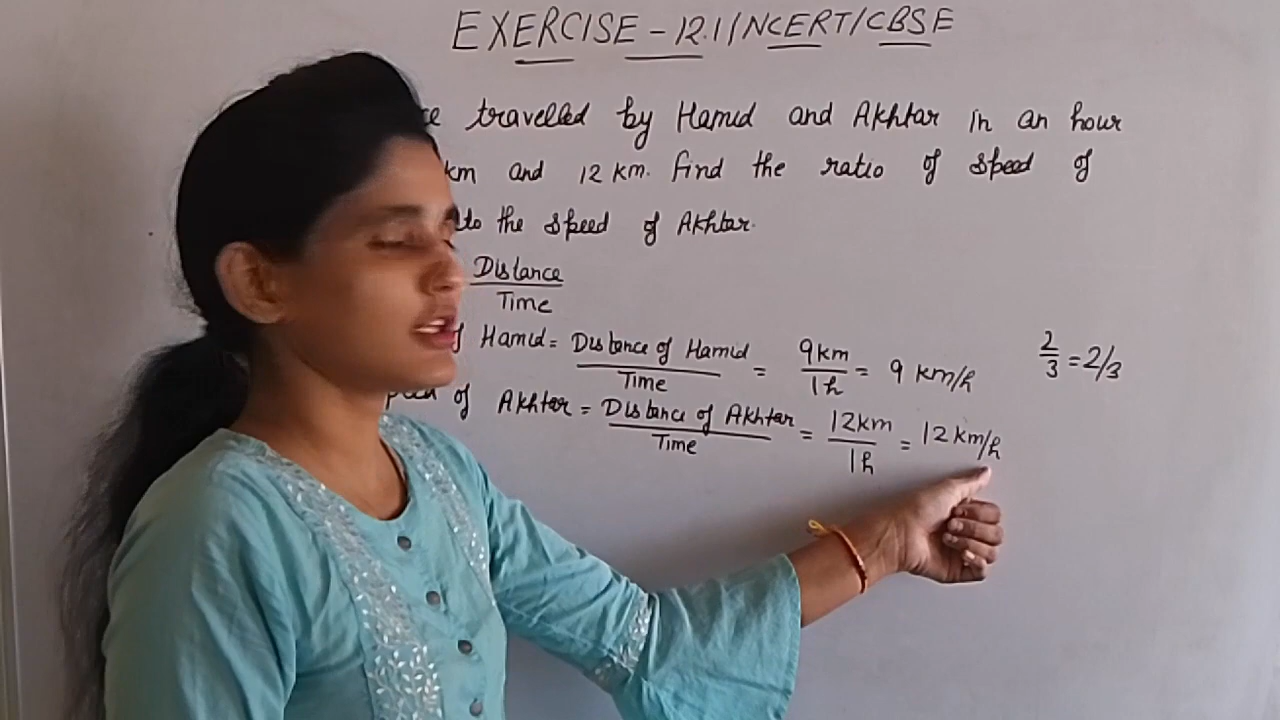 EXERCISE - 12.1/NCERT/CBSE
travelled by Hamid and Akhtar in an hour
km and 12 km. Find the ratio of speed of
to the speed of Akhtar.
Distance
Time
of Hamid = Distance of Hamid / Time = 9km / 1h = 9 km/h
2/3 = 2/3
of Akhtar = Distance of Akhtar / Time = 12km / 1h = 12 km/h